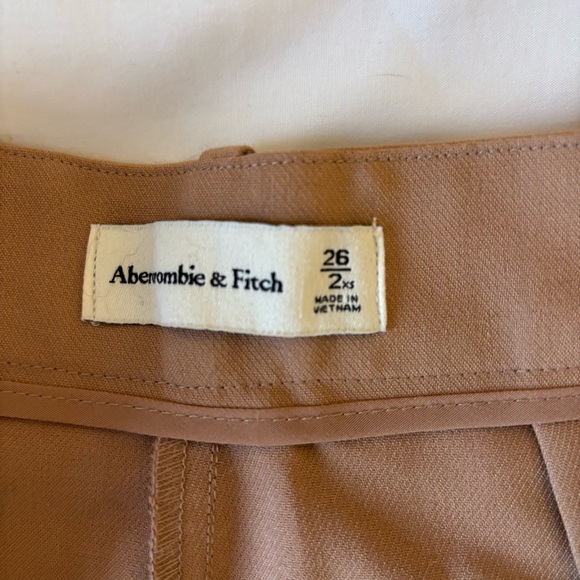 Abercrombie & Fitch
26
2xs
MADE IN
VIETNAM